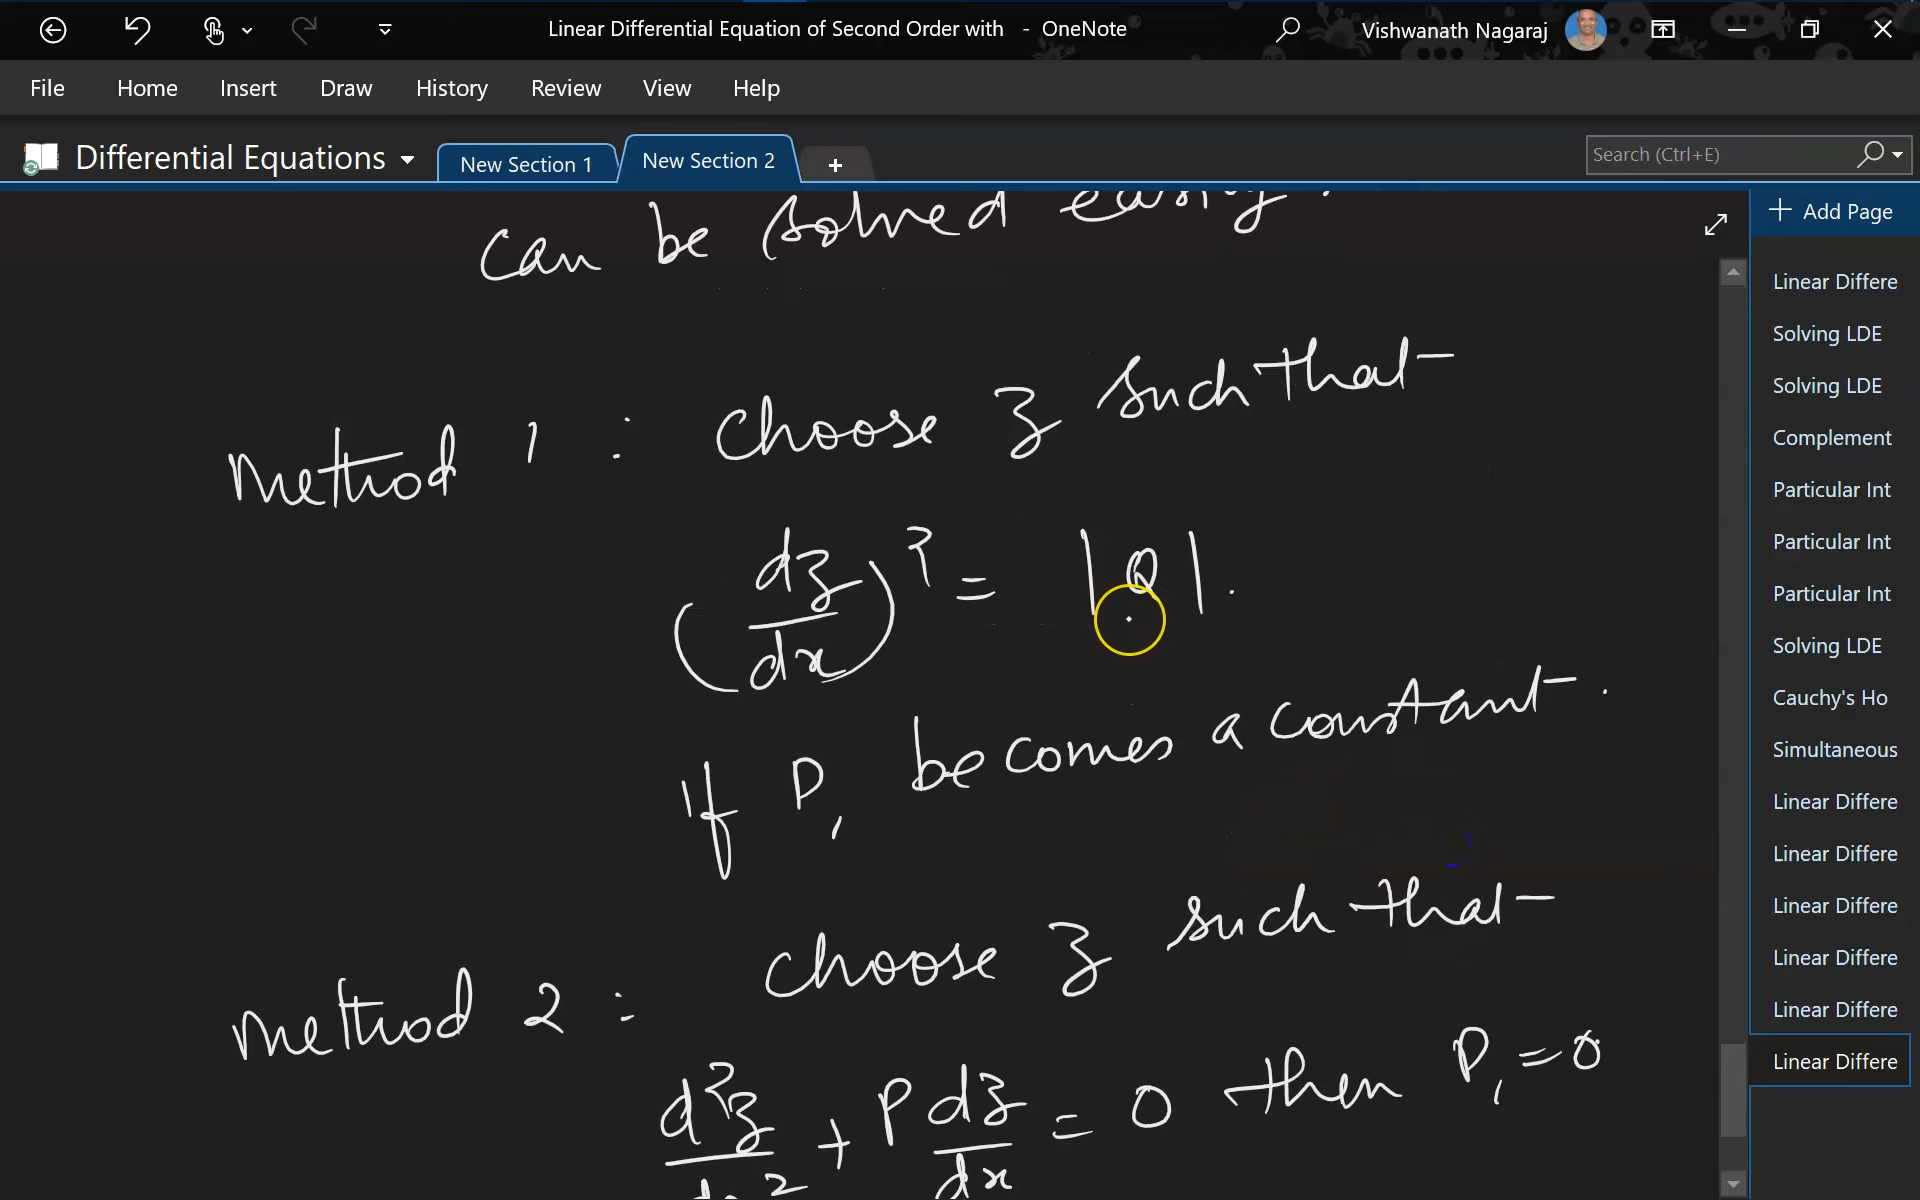 Linear Differential Equation of Second Order with - OneNote
Vishwanath Nagaraj
File Home Insert Draw History Review View Help
Differential Equations
New Section 1
New Section 2
+
Search (Ctrl+E)
+ Add Page
can be solved easily.
Method 1 : choose z such that
(dz/dx)² = |Q|.
If P₁ becomes a constant.
Method 2 : choose z such that
d²z/dx² + P dz/dx = 0 then P₁ = 0
Linear Differe
Solving LDE
Solving LDE
Complement
Particular Int
Particular Int
Particular Int
Solving LDE
Cauchy's Ho
Simultaneous
Linear Differe
Linear Differe
Linear Differe
Linear Differe
Linear Differe
Linear Differe